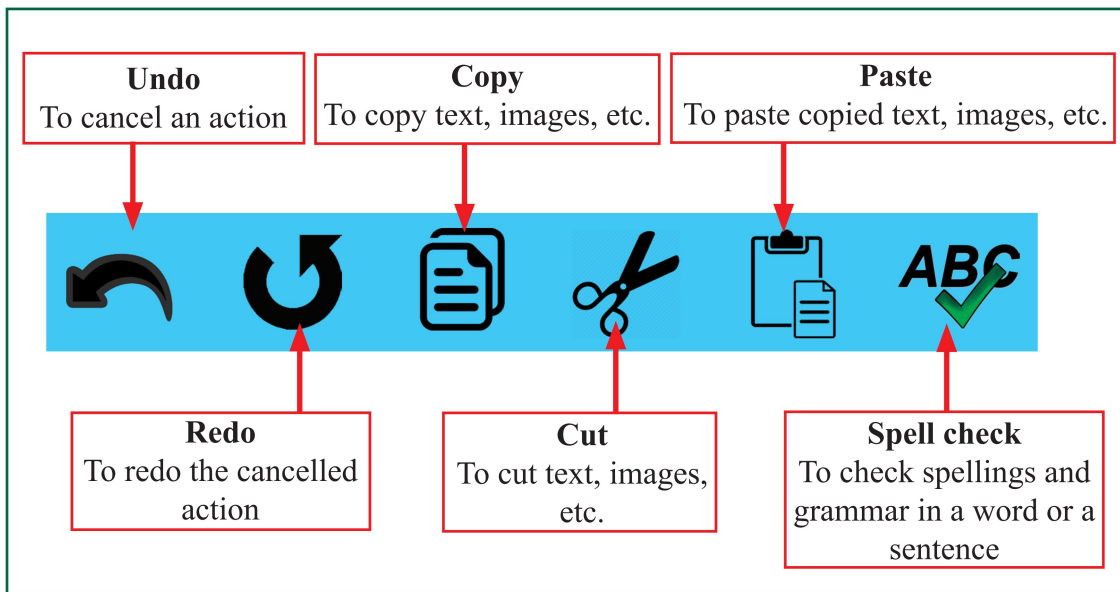 Undo
To cancel an action
Copy
To copy text, images, etc.
Paste
To paste copied text, images, etc.
ABC
Redo
To redo the cancelled
action
Cut
To cut text, images,
etc.
Spell check
To check spellings and
grammar in a word or a
sentence